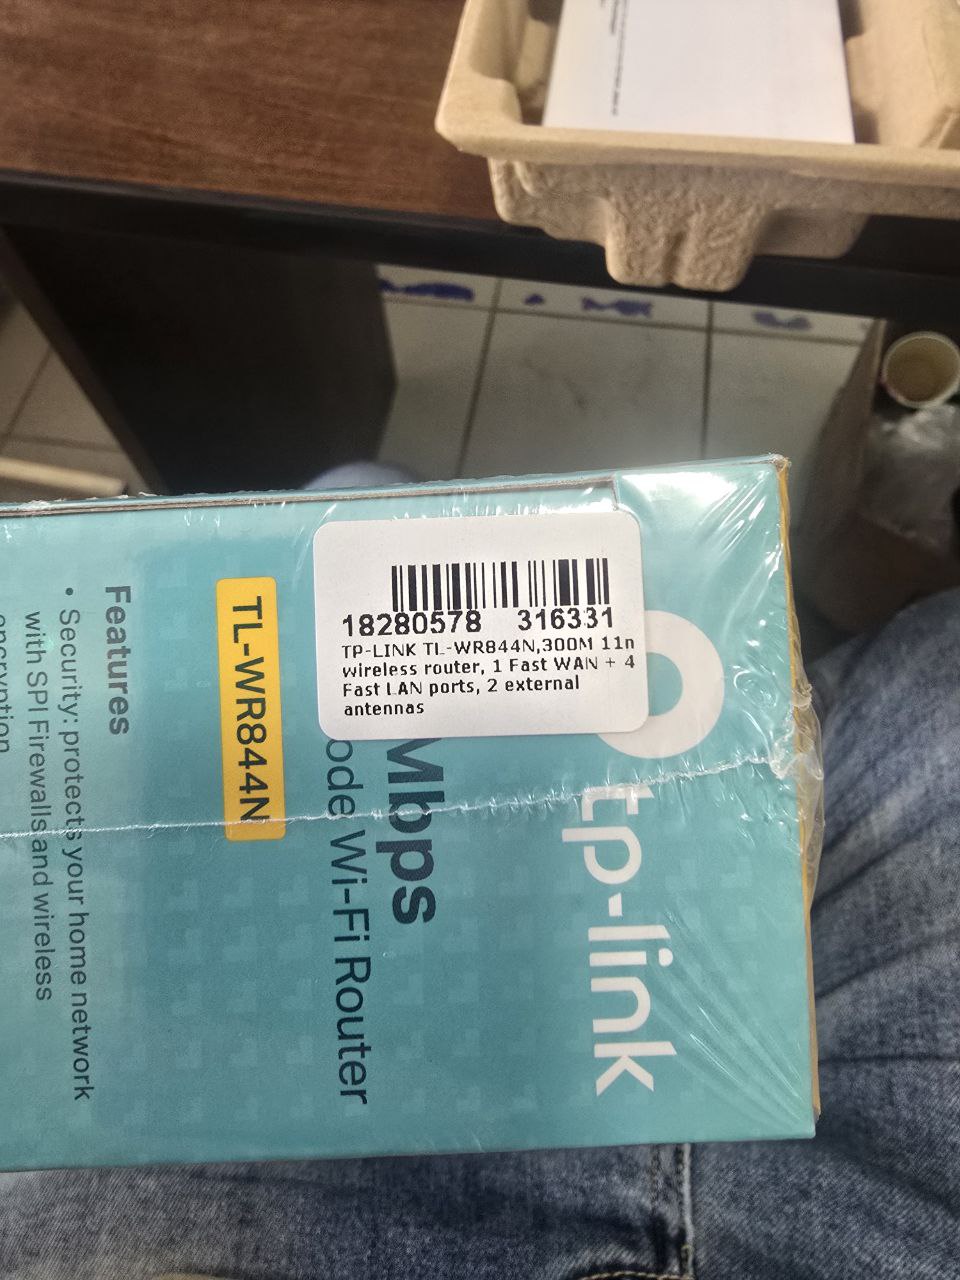 18280578 316331
TP-LINK TL-WR844N,300M 11n
wireless router, 1 Fast WAN + 4
Fast LAN ports, 2 external
antennas
tp-link
Mbps
ode Wi-Fi Router
TL-WR844N
Features
• Security: protects your home network
with SPI Firewalls and wireless
encryption